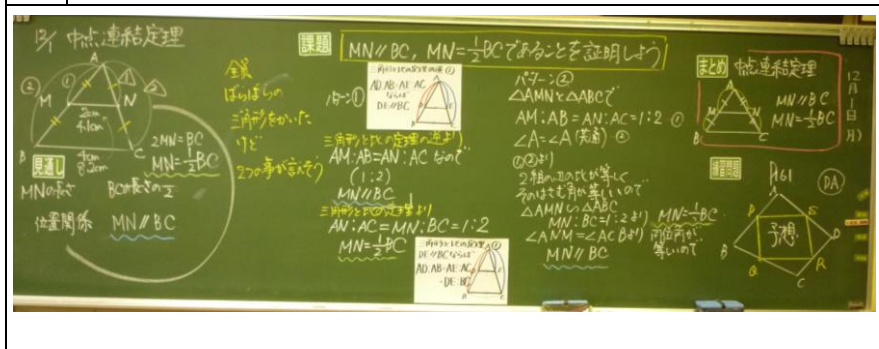 12/1 中点連結定理
② ① A △1 △2
M N
2cm
4.1cm
B 4cm C
8.2cm
2MN=BC
MN=1/2BC
見通し
MNの長さ BCの長さの1/2
位置関係 MN//BC
全員
ばらばらの
三角形をかいた
けど
2つの事が言えそう
課題 MN//BC, MN=1/2BCであることを証明しよう
パターン①
三角形と比の定理の逆②
AD:AB=AE:AC
ならば
DE//BC
三角形と比の定理の逆より
AM:AB=AN:ACなので
(1:2)
MN//BC
三角形と比の定理より
AN:AC=MN:BC=1:2
MN=1/2BC
三角形と比の定理②
DE//BCならば
AD:AB=AE:AC
=DE:BC
パターン②
△AMNと△ABCで
AM:AB=AN:AC=1:2 ①
∠A=∠A(共通) ②
①②より
2組の辺の比が等しく
そのはさむ角が等しいので
△AMN∽△ABC
MN:BC=1:2より MN=1/2BC
∠ANM=∠ACBより 同位角が
等しいので
MN//BC
まとめ 中点連結定理
A
M N
B C
MN//BC
MN=1/2BC
12月1日(月)
練習問題
P161 DA
A
P S
B 予想 D
Q R
C